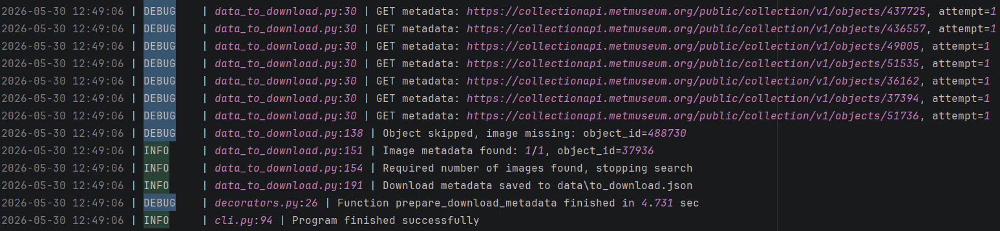 2026-05-30 12:49:06 | DEBUG    | data_to_download.py:30 | GET metadata: https://collectionapi.metmuseum.org/public/collection/v1/objects/437725, attempt=1
2026-05-30 12:49:06 | DEBUG    | data_to_download.py:30 | GET metadata: https://collectionapi.metmuseum.org/public/collection/v1/objects/436557, attempt=1
2026-05-30 12:49:06 | DEBUG    | data_to_download.py:30 | GET metadata: https://collectionapi.metmuseum.org/public/collection/v1/objects/49005, attempt=1
2026-05-30 12:49:06 | DEBUG    | data_to_download.py:30 | GET metadata: https://collectionapi.metmuseum.org/public/collection/v1/objects/51535, attempt=1
2026-05-30 12:49:06 | DEBUG    | data_to_download.py:30 | GET metadata: https://collectionapi.metmuseum.org/public/collection/v1/objects/36162, attempt=1
2026-05-30 12:49:06 | DEBUG    | data_to_download.py:30 | GET metadata: https://collectionapi.metmuseum.org/public/collection/v1/objects/37394, attempt=1
2026-05-30 12:49:06 | DEBUG    | data_to_download.py:30 | GET metadata: https://collectionapi.metmuseum.org/public/collection/v1/objects/51736, attempt=1
2026-05-30 12:49:06 | DEBUG    | data_to_download.py:138 | Object skipped, image missing: object_id=488730
2026-05-30 12:49:06 | INFO     | data_to_download.py:151 | Image metadata found: 1/1, object_id=37936
2026-05-30 12:49:06 | INFO     | data_to_download.py:154 | Required number of images found, stopping search
2026-05-30 12:49:06 | INFO     | data_to_download.py:191 | Download metadata saved to data\to_download.json
2026-05-30 12:49:06 | DEBUG    | decorators.py:26 | Function prepare_download_metadata finished in 4.731 sec
2026-05-30 12:49:06 | INFO     | cli.py:94 | Program finished successfully